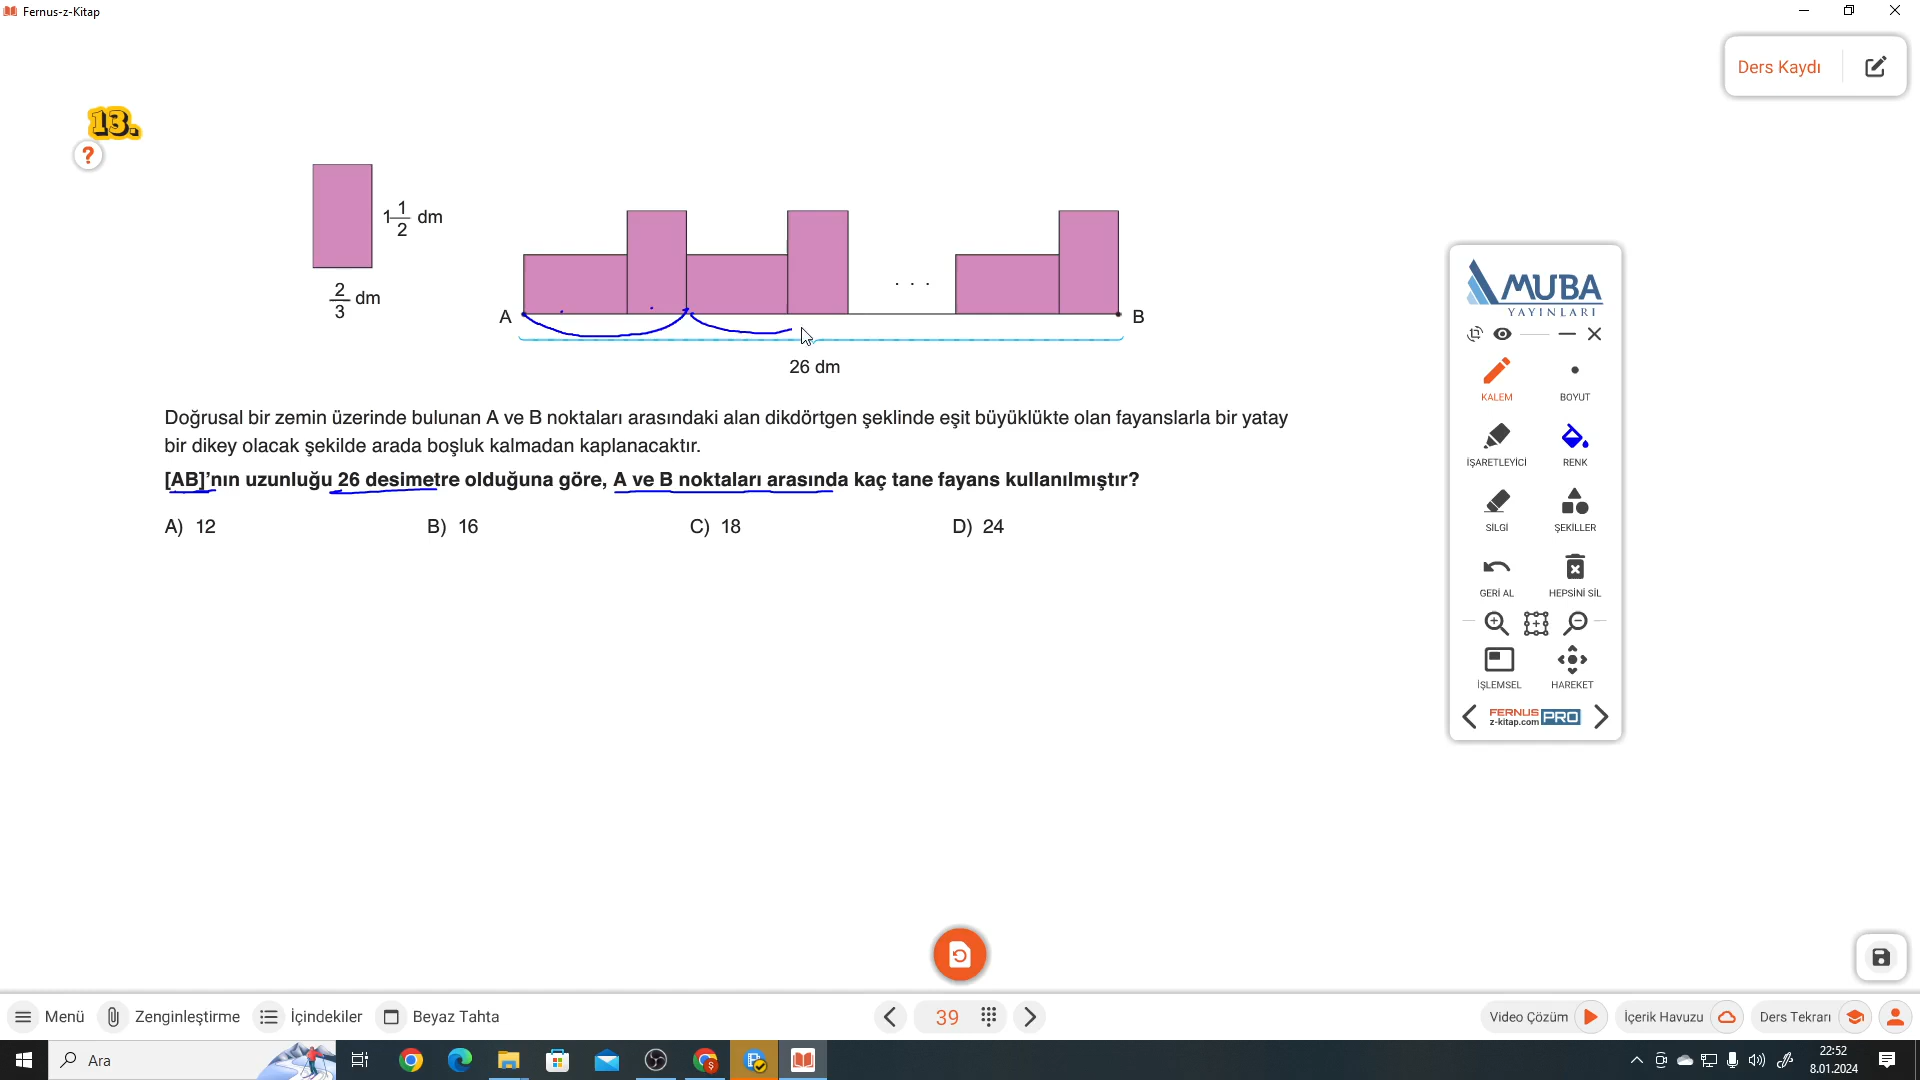 Fernus-z-Kitap
Ders Kaydı
13.
?
1 1/2 dm
2/3 dm
. . .
A
B
26 dm
Doğrusal bir zemin üzerinde bulunan A ve B noktaları arasındaki alan dikdörtgen şeklinde eşit büyüklükte olan fayanslarla bir yatay
bir dikey olacak şekilde arada boşluk kalmadan kaplanacaktır.
[AB]'nın uzunluğu 26 desimetre olduğuna göre, A ve B noktaları arasında kaç tane fayans kullanılmıştır?
A) 12
B) 16
C) 18
D) 24
MUBA
YAYINLARI
KALEM
BOYUT
İŞARETLEYİCİ
RENK
SİLGİ
ŞEKİLLER
GERİ AL
HEPSİNİ SİL
İŞLEMSEL
HAREKET
FERNUS
z-kitap.com PRO
Menü
Zenginleştirme
İçindekiler
Beyaz Tahta
39
Video Çözüm
İçerik Havuzu
Ders Tekrarı
Ara
22:52
8.01.2024